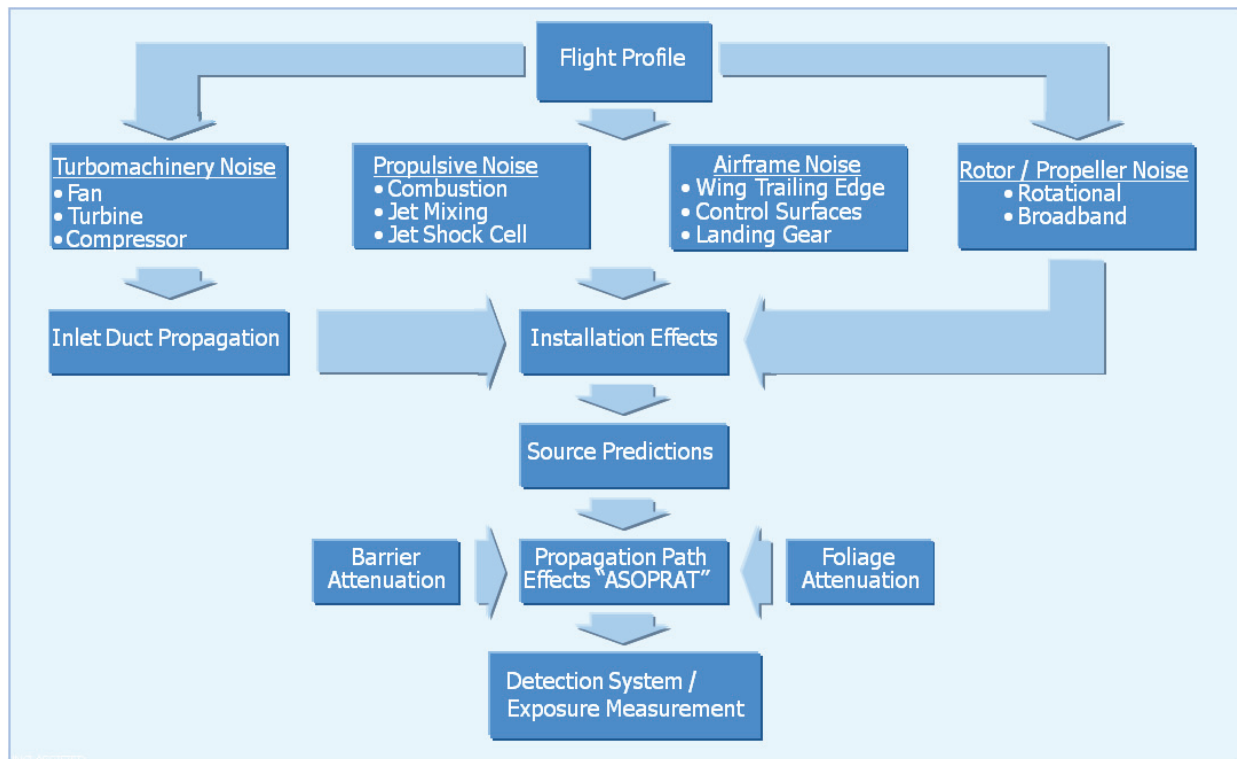 Flight Profile
Turbomachinery Noise
• Fan
• Turbine
• Compressor
Propulsive Noise
• Combustion
• Jet Mixing
• Jet Shock Cell
Airframe Noise
• Wing Trailing Edge
• Control Surfaces
• Landing Gear
Rotor / Propeller Noise
• Rotational
• Broadband
Inlet Duct Propagation
Installation Effects
Source Predictions
Barrier
Attenuation
Propagation Path
Effects “ASOPRAT”
Foliage
Attenuation
Detection System /
Exposure Measurement